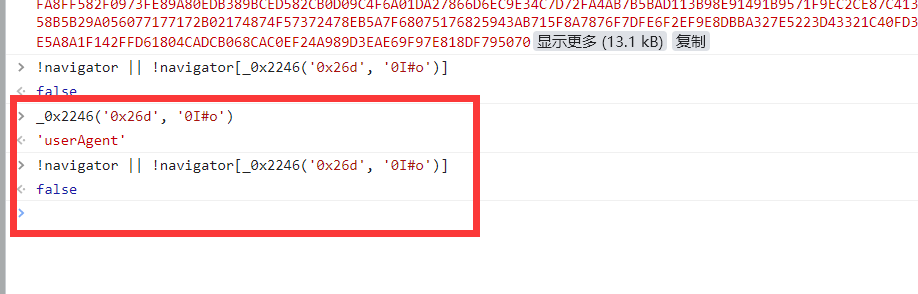 FA8FF582F0973FE89A80EDB389BCED582CB0D09C4F6A01DA27866D6EC9E34C7D72FA4AB7B5BAD113B98E91491B9571F9EC2CE87C413
58B5B29A056077177172B02174874F57372478EB5A7F68075176825943AB715F8A7876F7DFE6F2EF9E8DBBA327E5223D43321C40FD3
E5A8A1F142FFD61804CADCB068CAC0EF24A989D3EAE69F97E818DF795070 显示更多 (13.1 kB) 复制
> !navigator || !navigator[_0x2246('0x26d', '0I#o')]
< false
> _0x2246('0x26d', '0I#o')
< 'userAgent'
> !navigator || !navigator[_0x2246('0x26d', '0I#o')]
< false
>